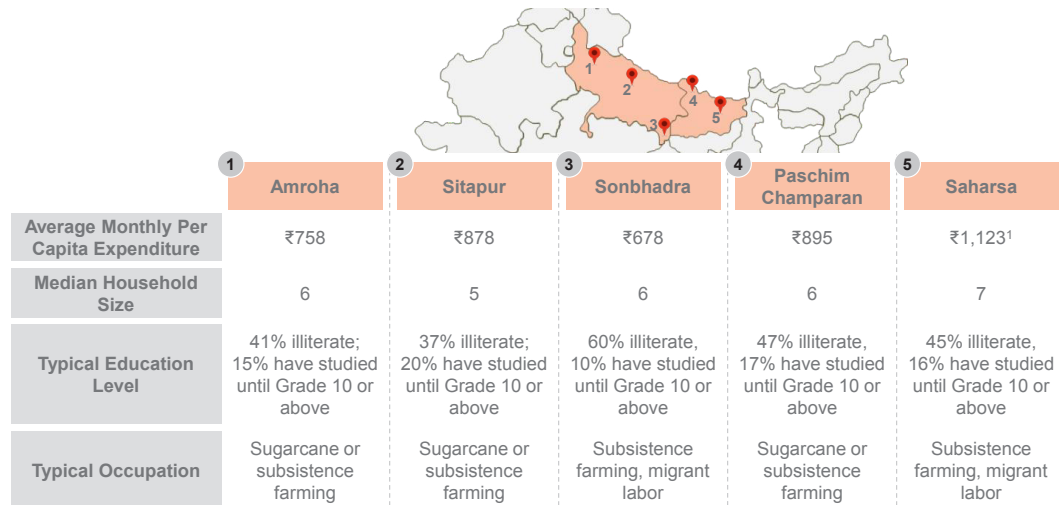 1
2
3
4
5
1
Amroha
2
Sitapur
3
Sonbhadra
4
Paschim
Champaran
5
Saharsa
Average Monthly Per
Capita Expenditure
₹758
₹878
₹678
₹895
₹1,123¹
Median Household
Size
6
5
6
6
7
Typical Education
Level
41% illiterate;
15% have studied
until Grade 10 or
above
37% illiterate;
20% have studied
until Grade 10 or
above
60% illiterate,
10% have studied
until Grade 10 or
above
47% illiterate,
17% have studied
until Grade 10 or
above
45% illiterate,
16% have studied
until Grade 10 or
above
Typical Occupation
Sugarcane or
subsistence
farming
Sugarcane or
subsistence
farming
Subsistence
farming, migrant
labor
Sugarcane or
subsistence
farming
Subsistence
farming, migrant
labor